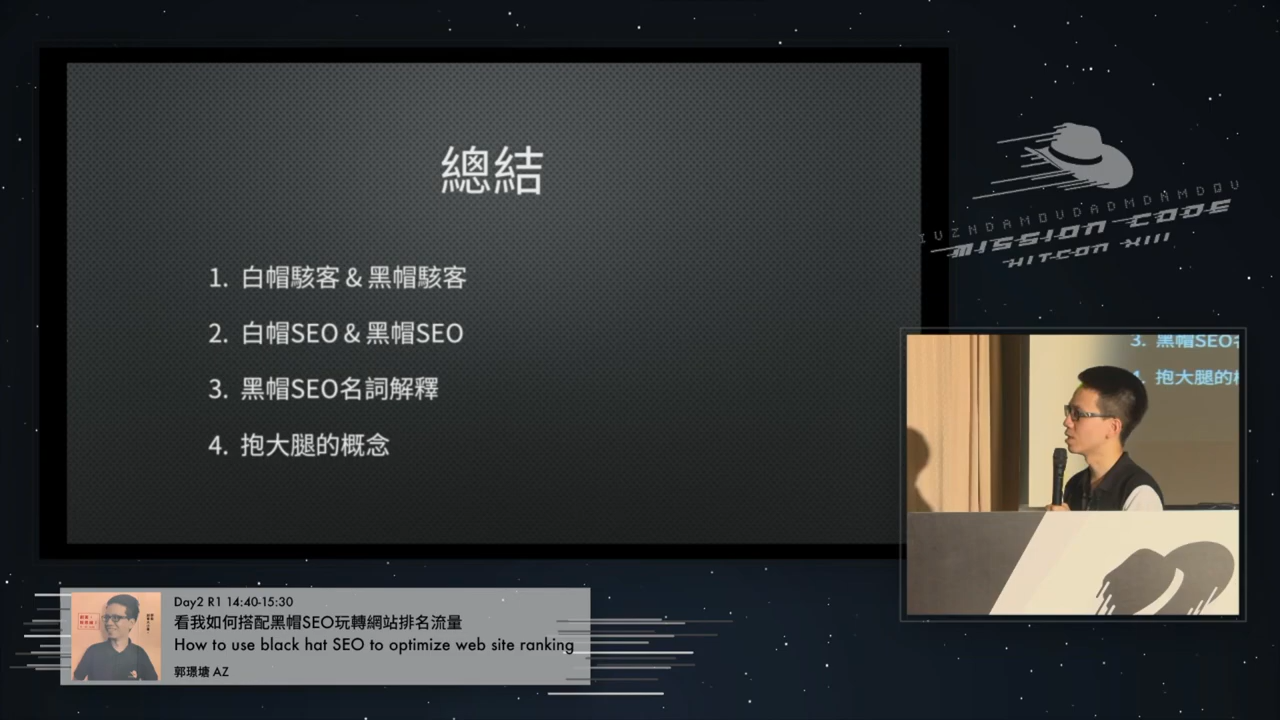 總結
1. 白帽駭客 & 黑帽駭客
2. 白帽SEO & 黑帽SEO
3. 黑帽SEO名詞解釋
4. 抱大腿的概念
MISSION CODE
HITCON XIII
3. 黑帽SEO
4. 抱大腿的
Day2 R1 14:40-15:30
看我如何搭配黑帽SEO玩轉網站排名流量
How to use black hat SEO to optimize web site ranking
郭璟塘 AZ